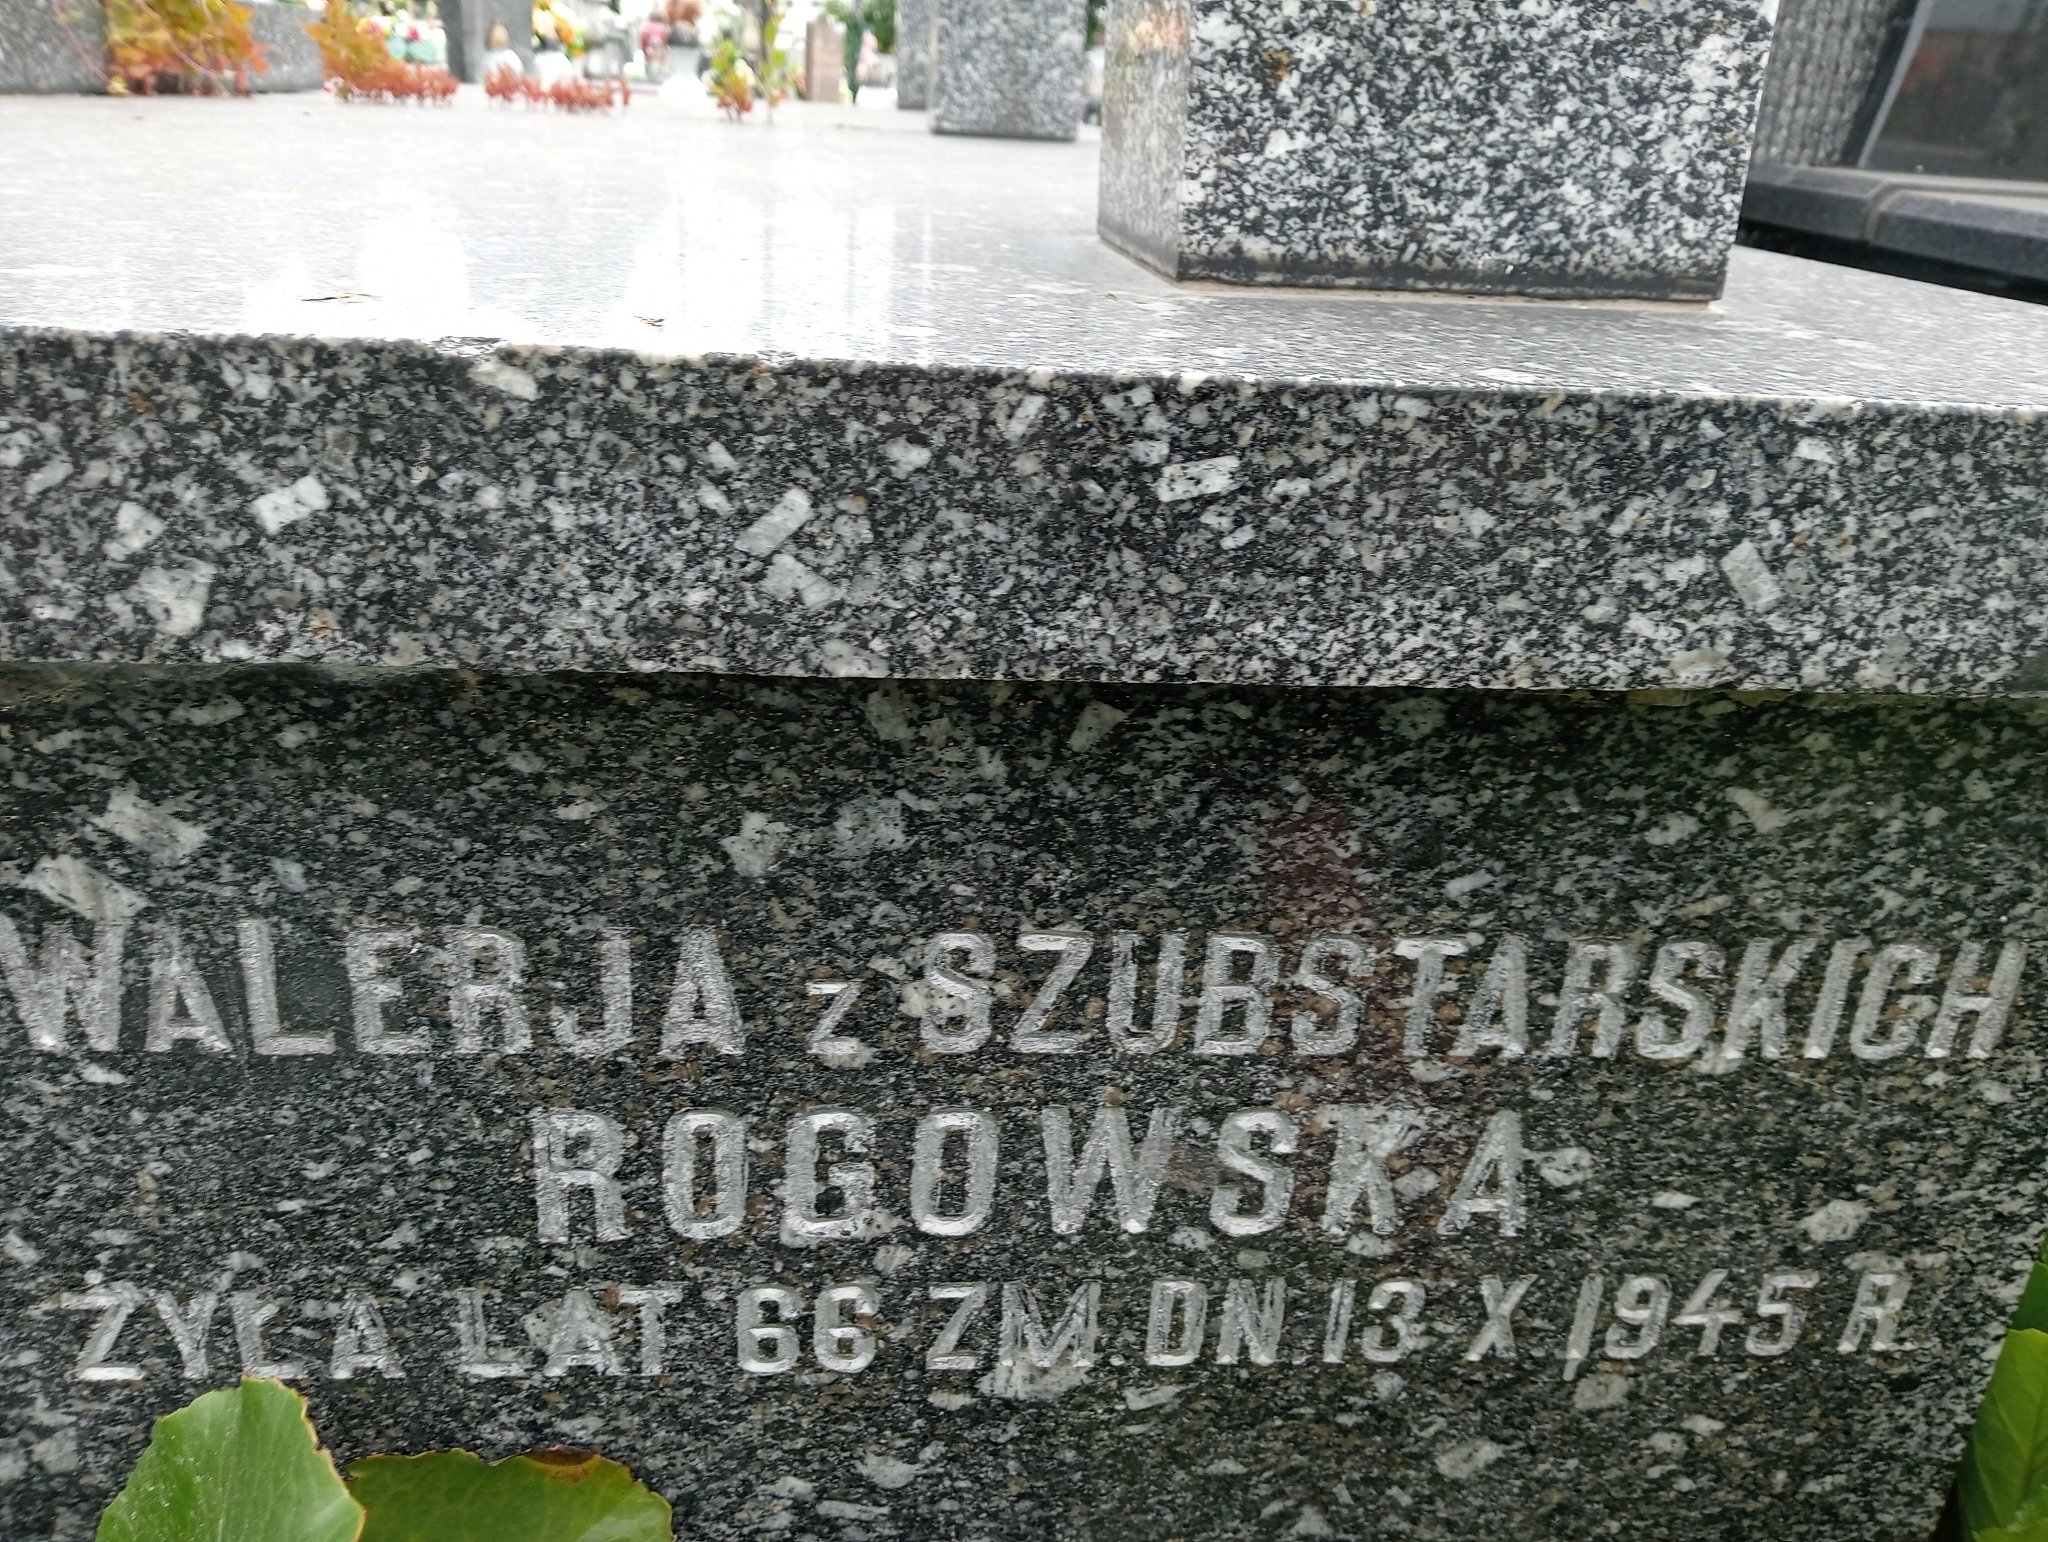 WALERJA z SZUBSTARSKICH
ROGOWSKA
ŻYŁA LAT 66 ZM. DN. 13 X 1945 R.